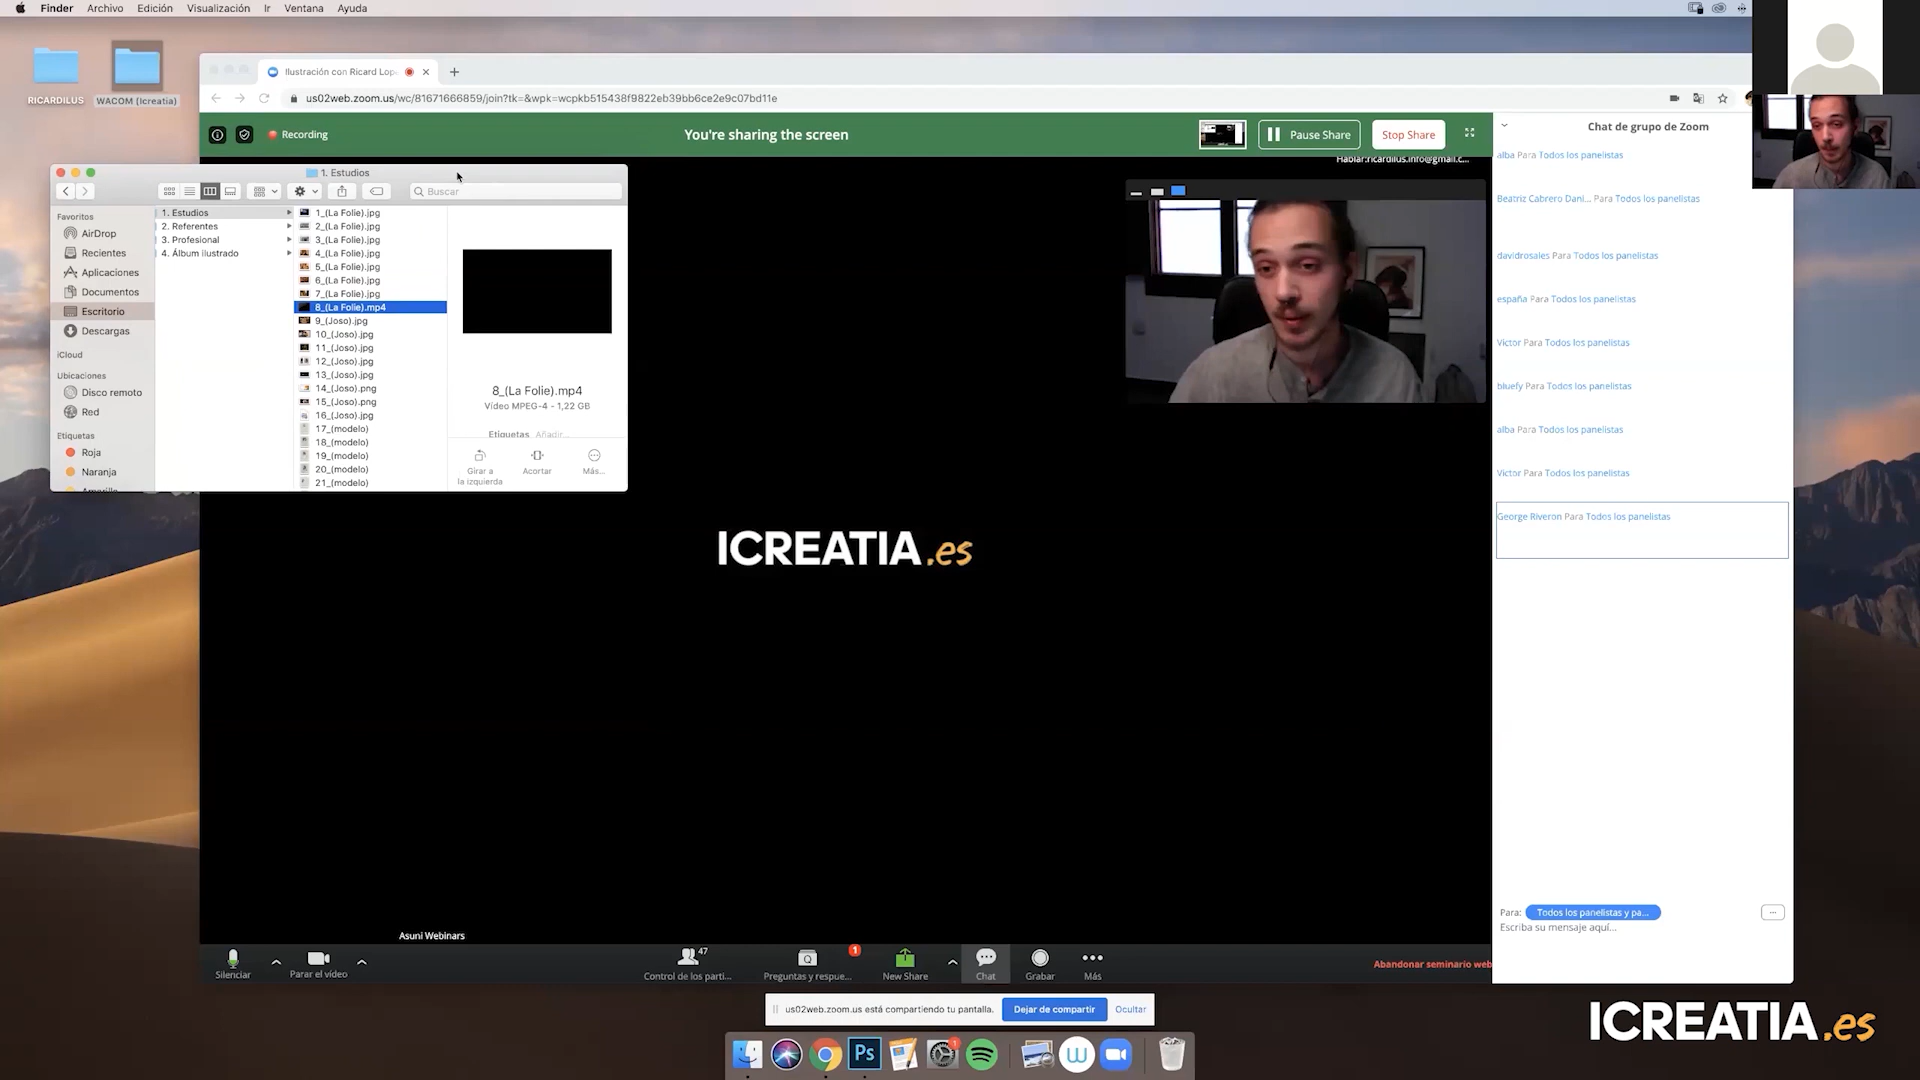 Finder Archivo Edición Visualización Ir Ventana Ayuda
RICARDILUS
WACOM (Icreatia)
Ilustración con Ricard Lop
us02web.zoom.us/wc/81671666859/join?tk=&wpk=wcpkb515438f9822eb39bb6ce2e9c07bd11e
Recording
You're sharing the screen
Pause Share
Stop Share
Hablar:ricardilus.info@gmail.c...
1. Estudios
Buscar
Favoritos
AirDrop
Recientes
Aplicaciones
Documentos
Escritorio
Descargas
iCloud
Ubicaciones
Disco remoto
Red
Etiquetas
Roja
Naranja
Amarilla
1. Estudios
2. Referentes
3. Profesional
4. Álbum ilustrado
1_(La Folie).jpg
2_(La Folie).jpg
3_(La Folie).jpg
4_(La Folie).jpg
5_(La Folie).jpg
6_(La Folie).jpg
7_(La Folie).jpg
8_(La Folie).mp4
9_(Joso).jpg
10_(Joso).jpg
11_(Joso).jpg
12_(Joso).jpg
13_(Joso).jpg
14_(Joso).png
15_(Joso).png
16_(Joso).jpg
17_(modelo)
18_(modelo)
19_(modelo)
20_(modelo)
21_(modelo)
8_(La Folie).mp4
Vídeo MPEG-4 - 1,22 GB
Etiquetas Añadir...
Girar a
la izquierda
Acortar
Más...
ICREATIA.es
Asuni Webinars
Chat de grupo de Zoom
alba Para Todos los panelistas
Beatriz Cabrero Dani... Para Todos los panelistas
davidrosales Para Todos los panelistas
españa Para Todos los panelistas
Victor Para Todos los panelistas
bluefy Para Todos los panelistas
alba Para Todos los panelistas
Victor Para Todos los panelistas
George Riveron Para Todos los panelistas
Para: Todos los panelistas y pa...
Escriba su mensaje aquí...
Silenciar
Parar el vídeo
47
Control de los parti...
1
Preguntas y respue...
New Share
Chat
Grabar
Más
Abandonar seminario web
us02web.zoom.us está compartiendo tu pantalla.
Dejar de compartir
Ocultar
Ps
1
ICREATIA.es